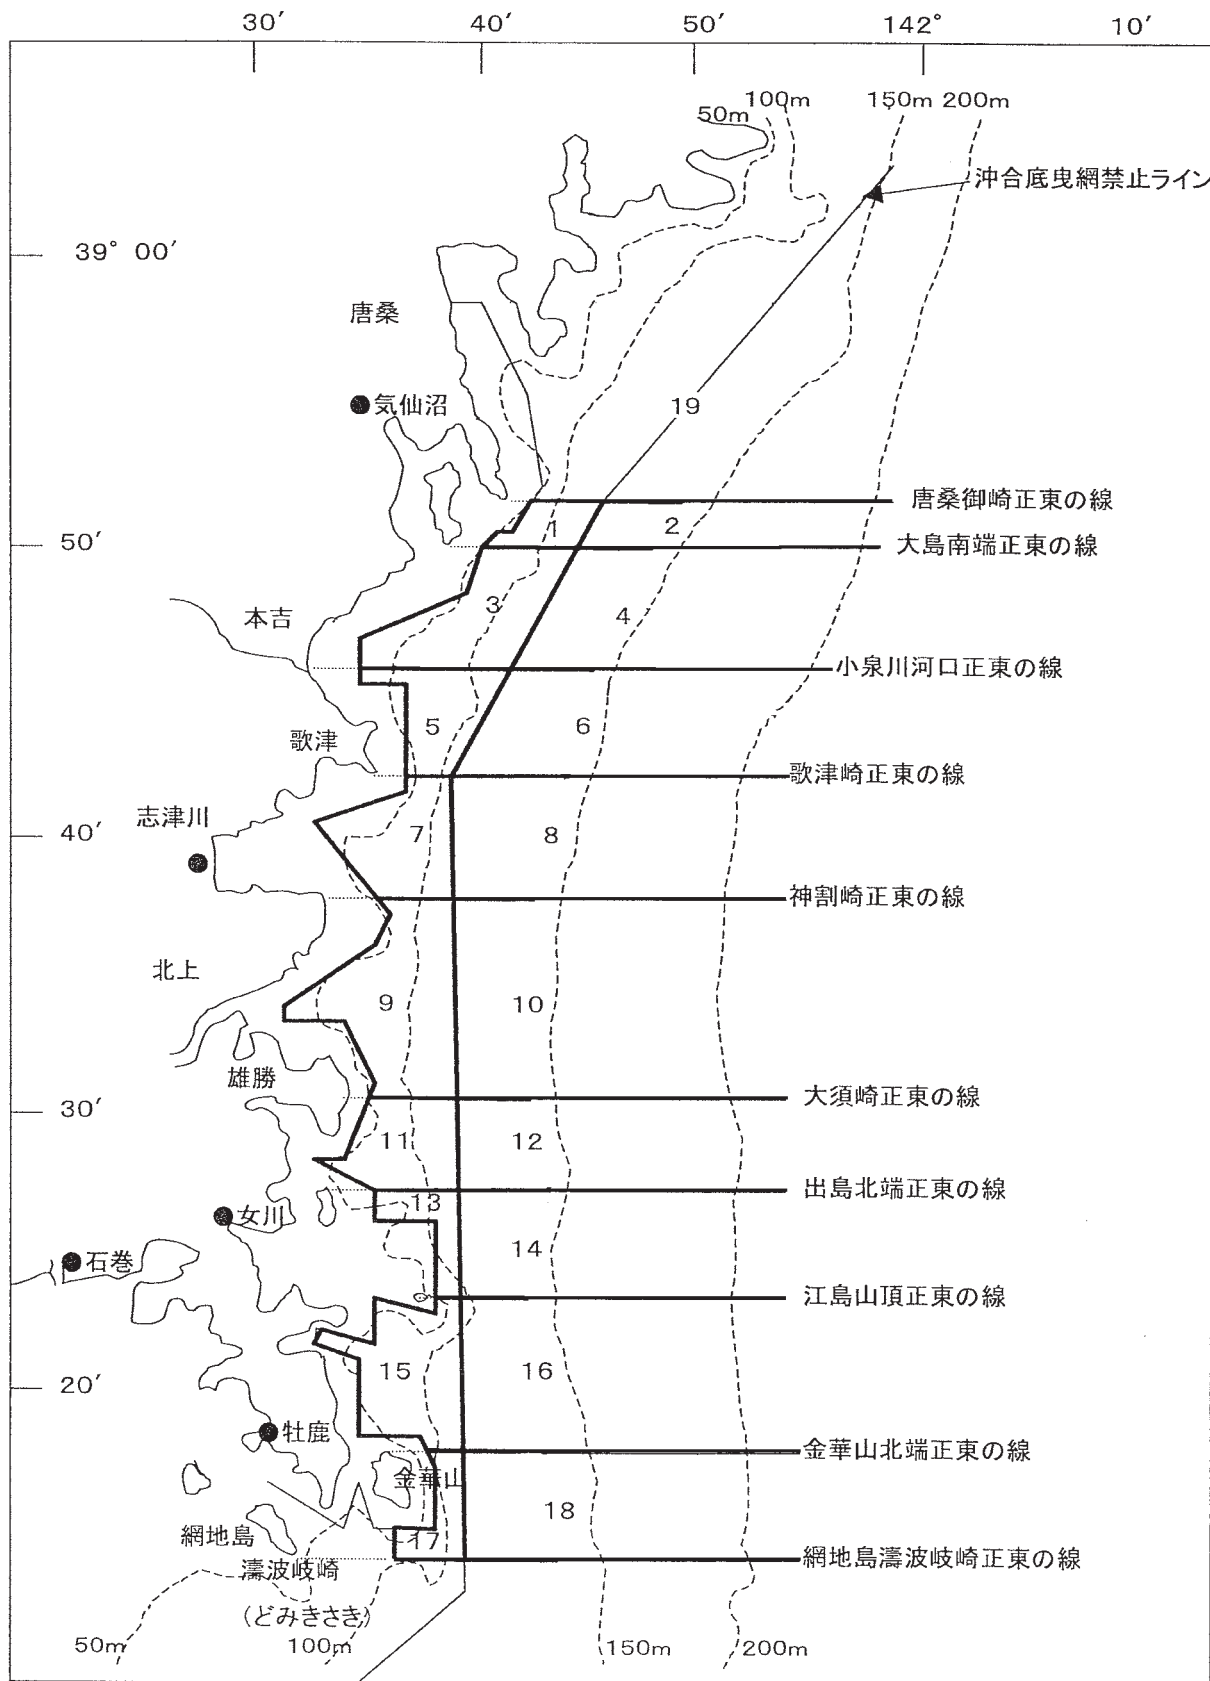 30′ 40′ 50′ 142° 10′
50m 100m 150m 200m
沖合底曳網禁止ライン
39° 00′
唐桑
気仙沼
19
唐桑御崎正東の線
1 2
50′
大島南端正東の線
3 4
本吉
小泉川河口正東の線
5 6
歌津
歌津崎正東の線
志津川
40′
7 8
神割崎正東の線
北上
9 10
雄勝
30′
大須崎正東の線
11 12
出島北端正東の線
13
女川
14
石巻
江島山頂正東の線
15 16
20′
牡鹿
金華山北端正東の線
金華山
18
網地島
17
網地島濤波岐崎正東の線
濤波岐崎
(どみきさき)
50m 100m 150m 200m